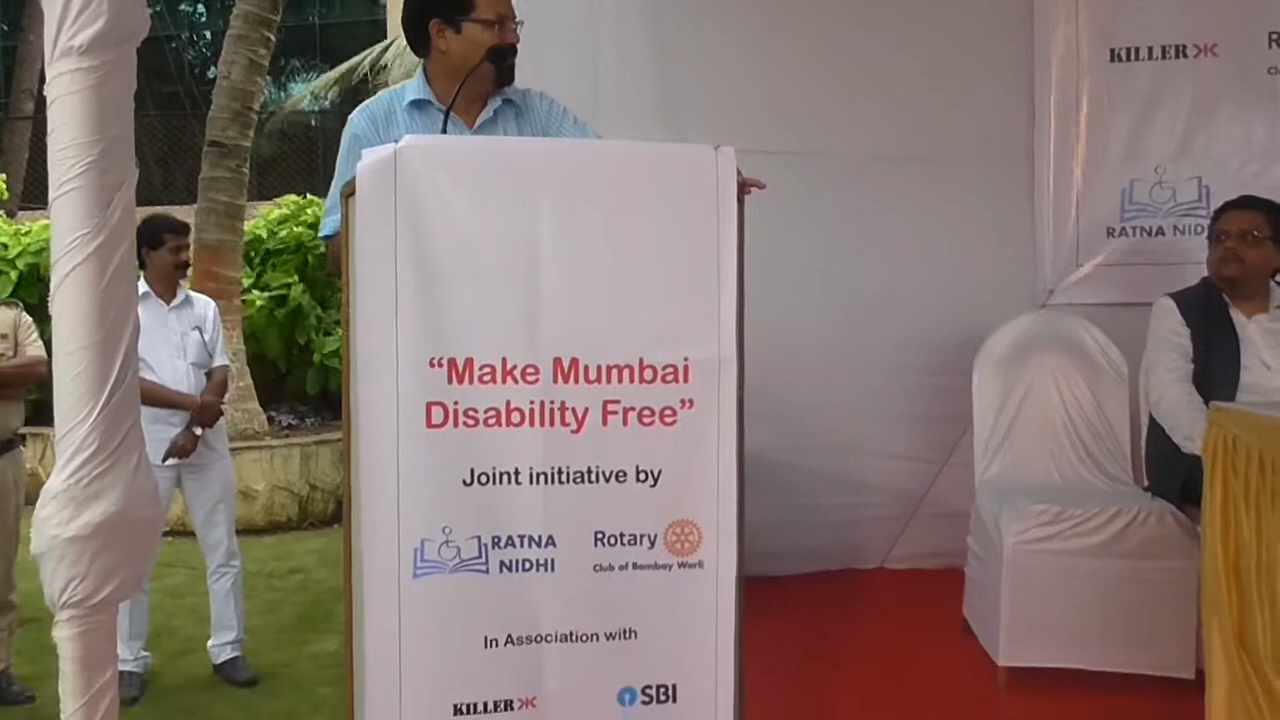 KILLER
RATNA
“Make Mumbai
Disability Free”
Joint initiative by
RATNA
NIDHI
Rotary
Club of Bombay Worli
In Association with
KILLER
SBI